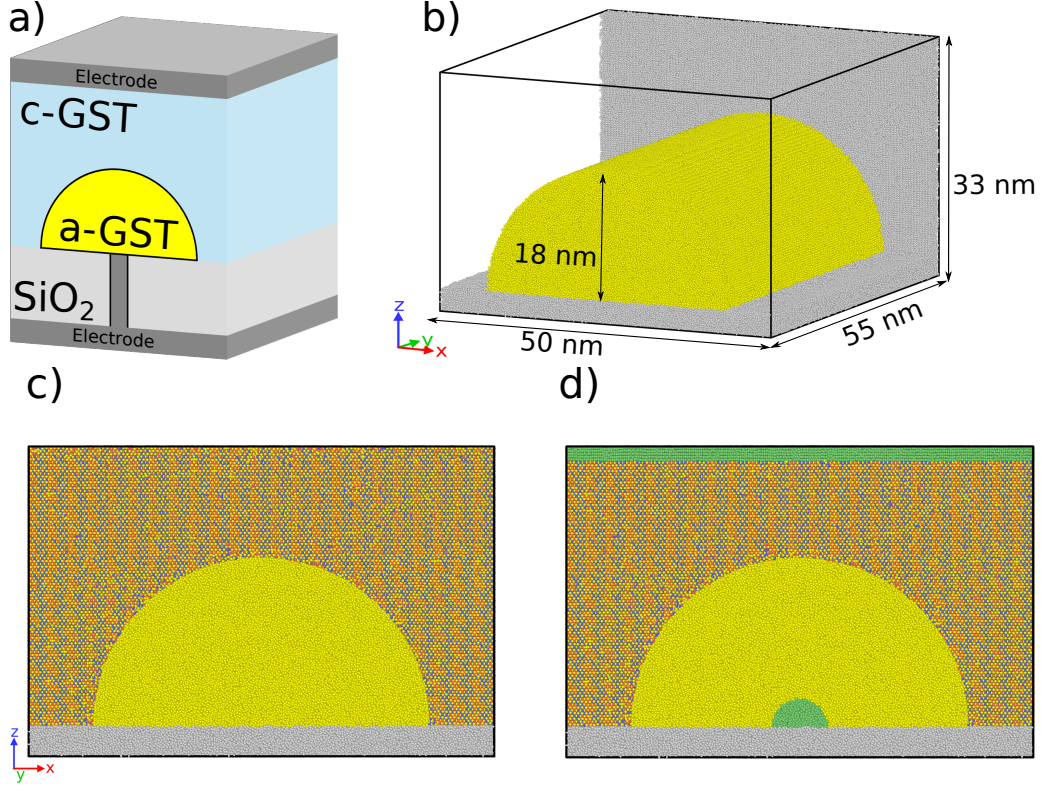 a)
Electrode
c-GST
a-GST
SiO₂
Electrode
b)
33 nm
18 nm
z
y
x
50 nm
55 nm
c)
z
y
x
d)